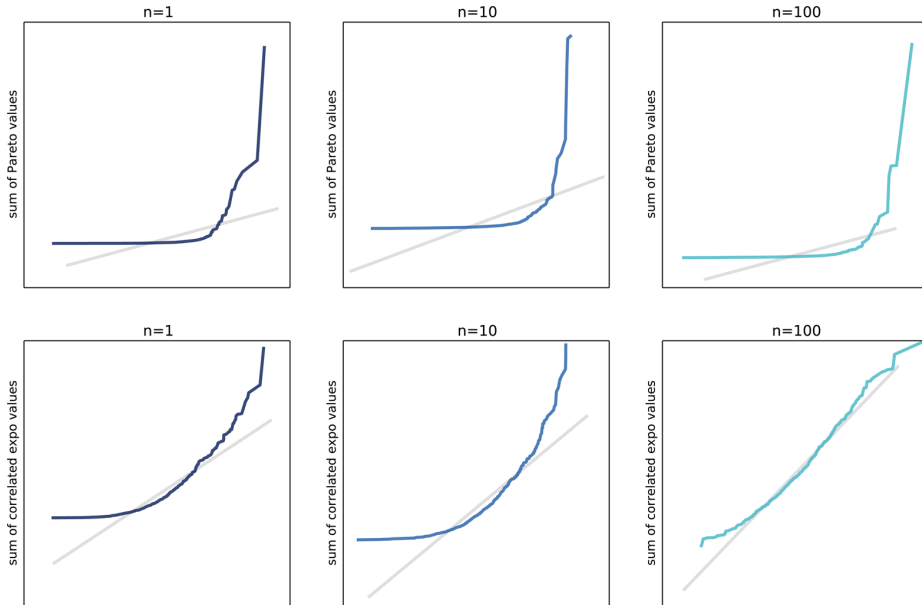 n=1
n=10
n=100
sum of Pareto values
sum of Pareto values
sum of Pareto values
n=1
n=10
n=100
sum of correlated expo values
sum of correlated expo values
sum of correlated expo values